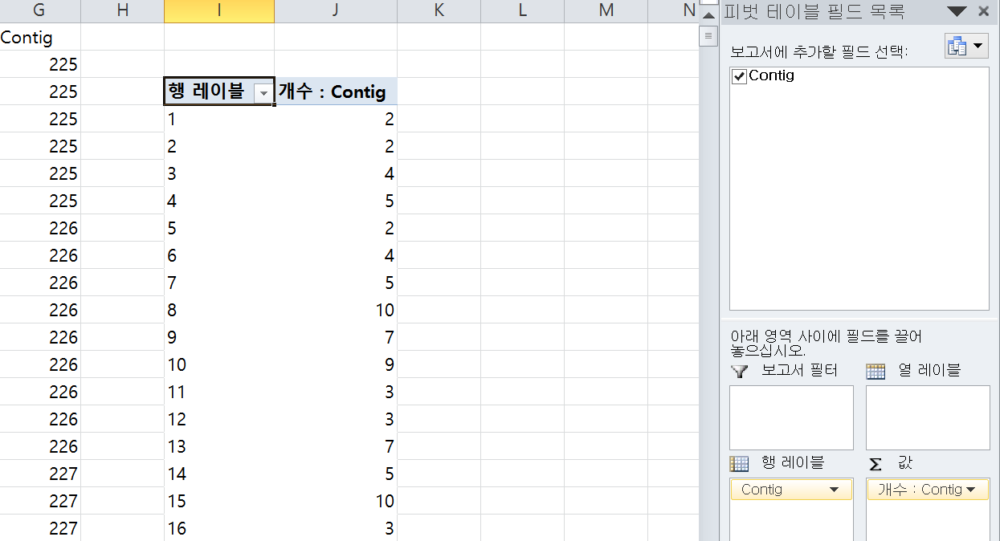 G H I J K L M N
Contig
225
225 행 레이블 개수 : Contig
225 1 2
225 2 2
225 3 4
225 4 5
226 5 2
226 6 4
226 7 5
226 8 10
226 9 7
226 10 9
226 11 3
226 12 3
226 13 7
227 14 5
227 15 10
227 16 3
피벗 테이블 필드 목록
보고서에 추가할 필드 선택:
Contig
아래 영역 사이에 필드를 끌어
놓으십시오.
보고서 필터 열 레이블
행 레이블 Σ 값
Contig 개수 : Contig